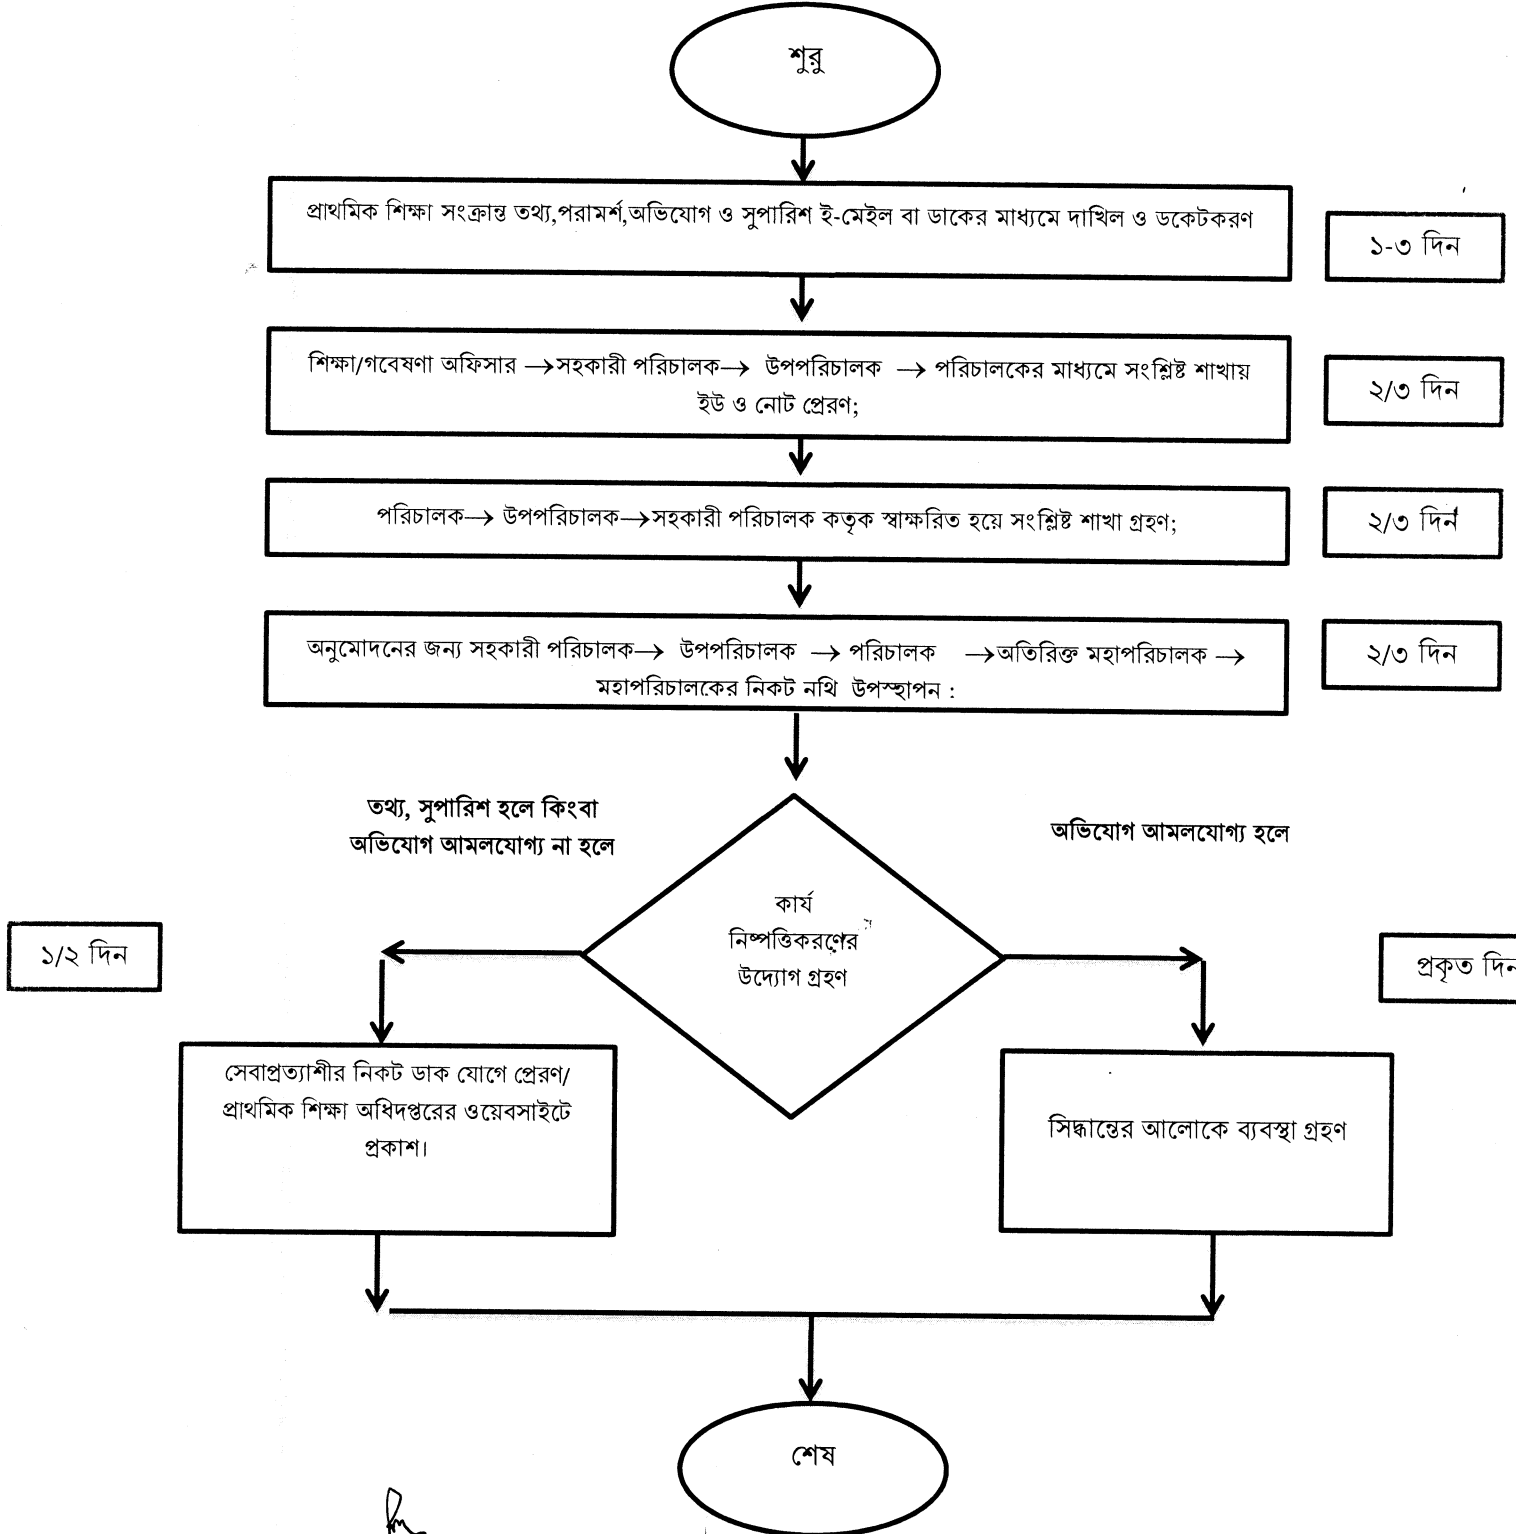 শুরু
প্রাথমিক শিক্ষা সংক্রান্ত তথ্য,পরামর্শ,অভিযোগ ও সুপারিশ ই-মেইল বা ডাকের মাধ্যমে দাখিল ও ডকেটকরণ
১-৩ দিন
শিক্ষা/গবেষণা অফিসার →সহকারী পরিচালক→ উপপরিচালক → পরিচালকের মাধ্যমে সংশ্লিষ্ট শাখায়
ইউ ও নোট প্রেরণ;
২/৩ দিন
পরিচালক→ উপপরিচালক→সহকারী পরিচালক কতৃক স্বাক্ষরিত হয়ে সংশ্লিষ্ট শাখা গ্রহণ;
২/৩ দিন
অনুমোদনের জন্য সহকারী পরিচালক→ উপপরিচালক → পরিচালক →অতিরিক্ত মহাপরিচালক →
মহাপরিচালকের নিকট নথি উপস্হাপন :
২/৩ দিন
তথ্য, সুপারিশ হলে কিংবা
অভিযোগ আমলযোগ্য না হলে
অভিযোগ আমলযোগ্য হলে
কার্য
নিষ্পত্তিকরণের
উদ্যোগ গ্রহণ
১/২ দিন
প্রকৃত দিন
সেবাপ্রত্যাশীর নিকট ডাক যোগে প্রেরণ/
প্রাথমিক শিক্ষা অধিদপ্তরের ওয়েবসাইটে
প্রকাশ।
সিদ্ধান্তের আলোকে ব্যবস্থা গ্রহণ
শেষ